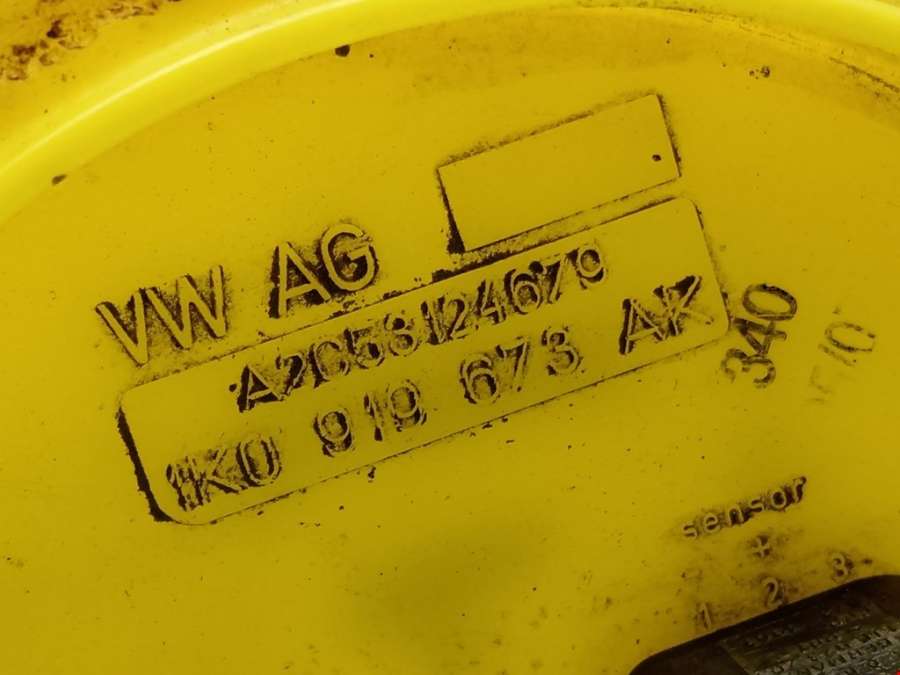 VW AG
A2C53124679
1K0 919 673 AK
340
sensor
+
1 2 3